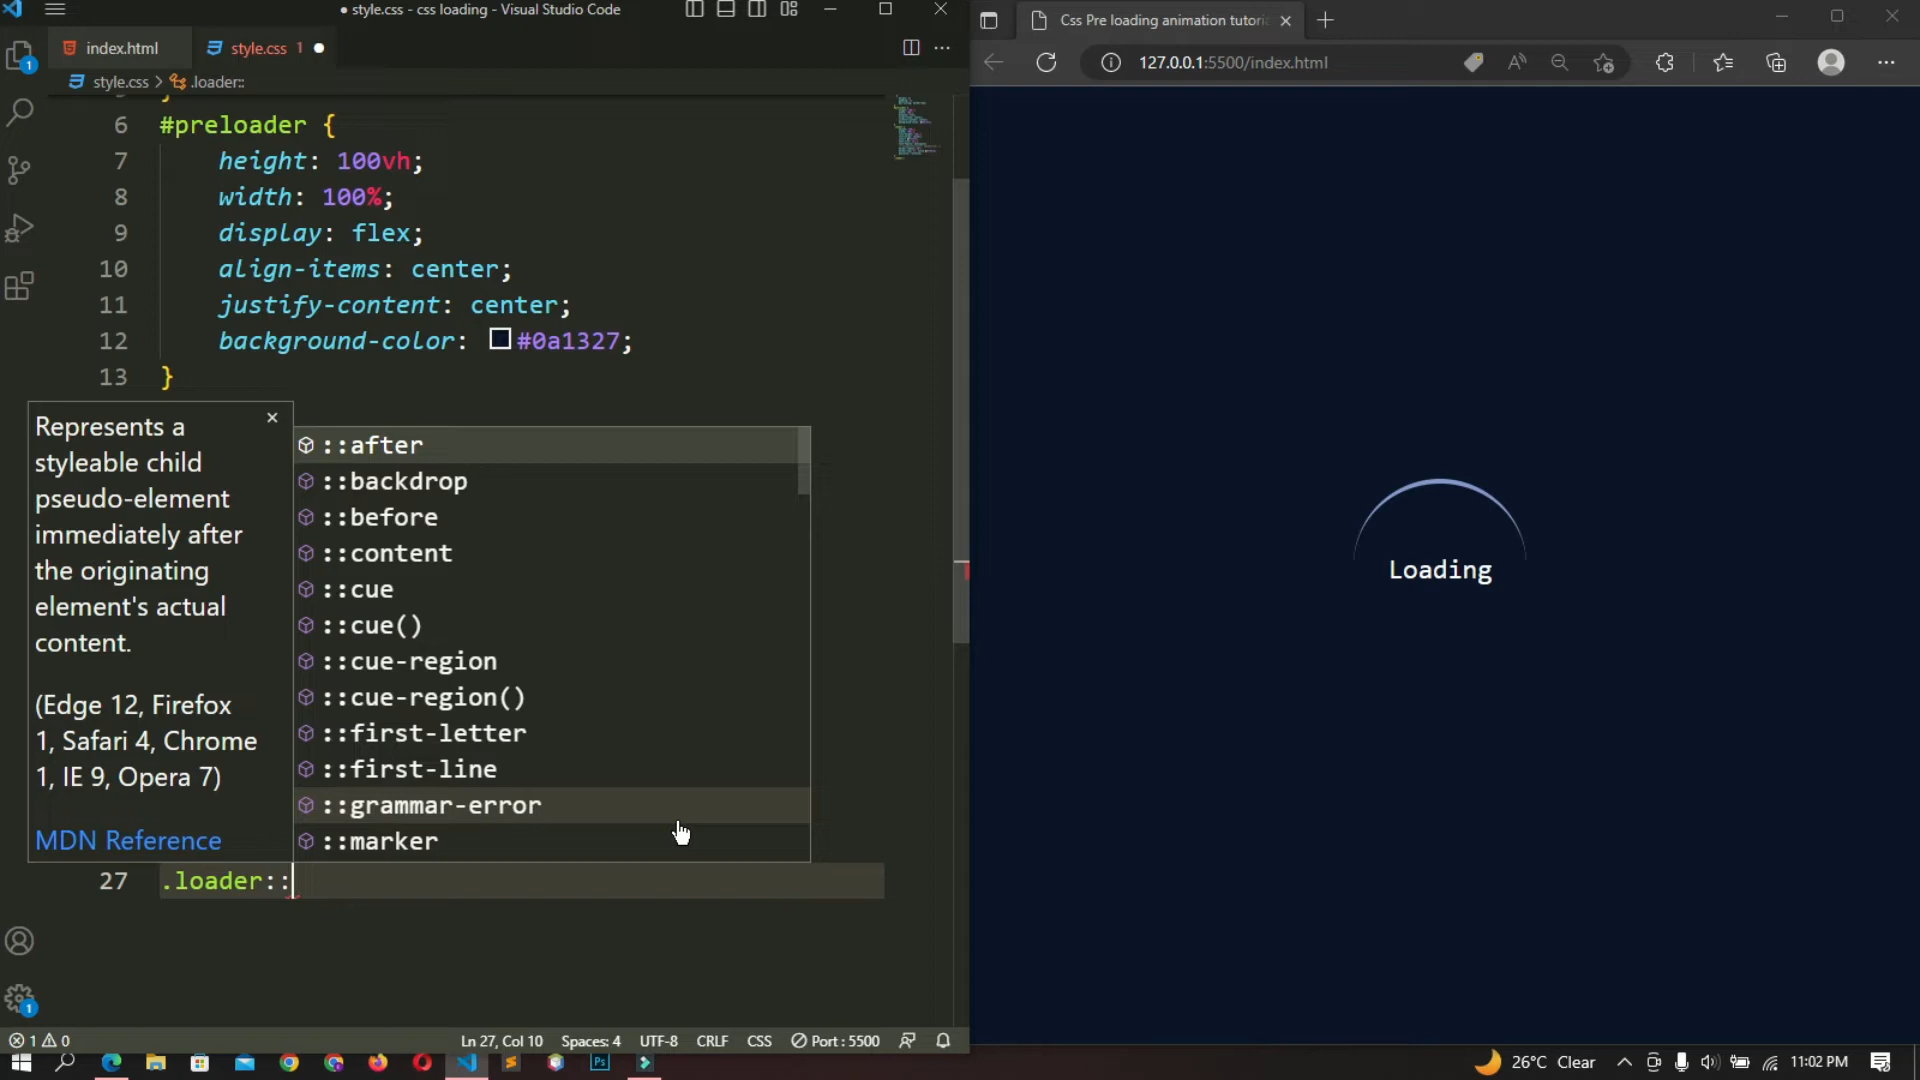 ● style.css - css loading - Visual Studio Code
index.html
style.css 1
style.css > .loader::
6 #preloader {
7 height: 100vh;
8 width: 100%;
9 display: flex;
10 align-items: center;
11 justify-content: center;
12 background-color: #0a1327;
13 }
Represents a
styleable child
pseudo-element
immediately after
the originating
element's actual
content.
(Edge 12, Firefox
1, Safari 4, Chrome
1, IE 9, Opera 7)
MDN Reference
::after
::backdrop
::before
::content
::cue
::cue()
::cue-region
::cue-region()
::first-letter
::first-line
::grammar-error
::marker
27 .loader::
1
1
1 0
Ln 27, Col 10
Spaces: 4
UTF-8
CRLF
CSS
Port : 5500
Css Pre loading animation tutori
127.0.0.1:5500/index.html
Loading
Ps
26°C Clear
11:02 PM